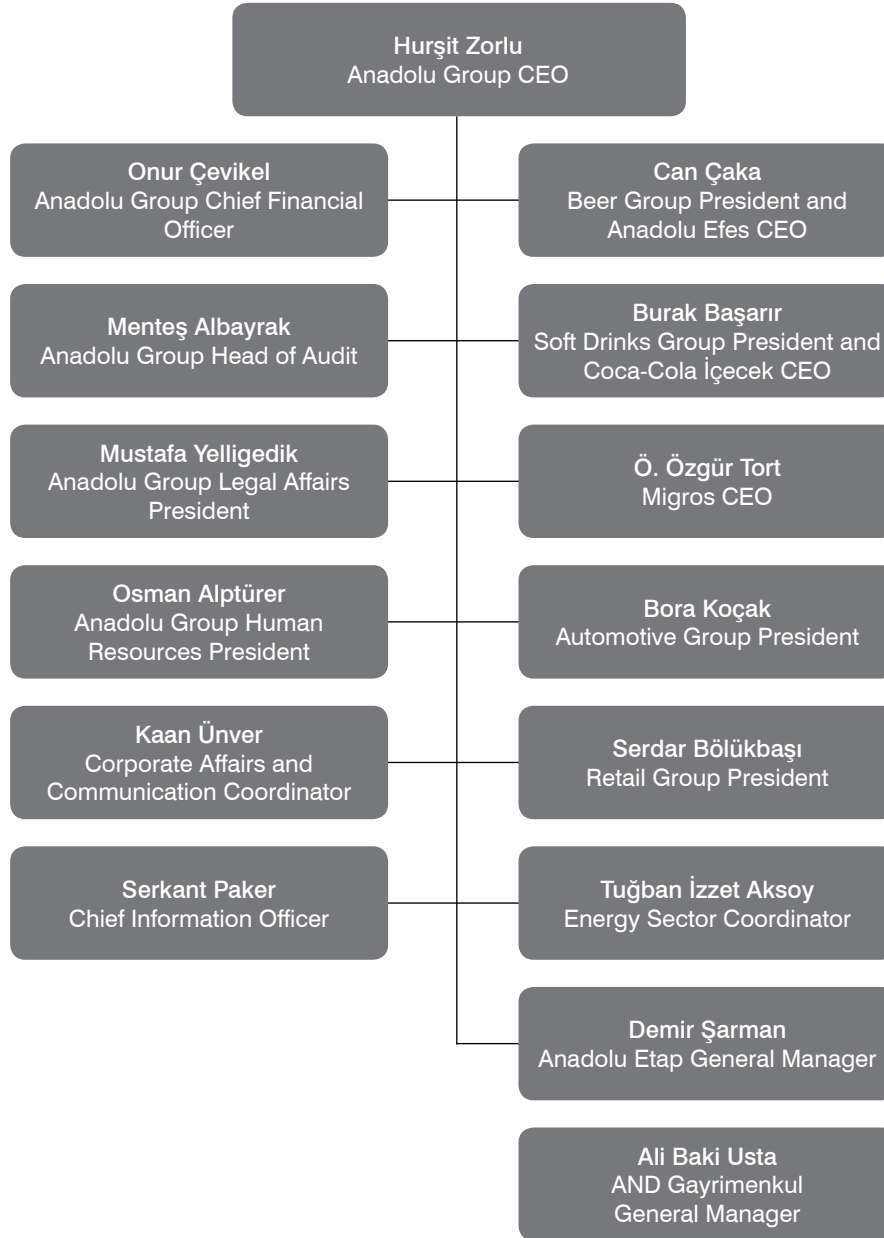 Hurşit Zorlu
Anadolu Group CEO
Onur Çevikel
Anadolu Group Chief Financial
Officer
Can Çaka
Beer Group President and
Anadolu Efes CEO
Menteş Albayrak
Anadolu Group Head of Audit
Burak Başarır
Soft Drinks Group President and
Coca-Cola İçecek CEO
Mustafa Yelligedik
Anadolu Group Legal Affairs
President
Ö. Özgür Tort
Migros CEO
Osman Alptürer
Anadolu Group Human
Resources President
Bora Koçak
Automotive Group President
Kaan Ünver
Corporate Affairs and
Communication Coordinator
Serdar Bölükbaşı
Retail Group President
Serkant Paker
Chief Information Officer
Tuğban İzzet Aksoy
Energy Sector Coordinator
Demir Şarman
Anadolu Etap General Manager
Ali Baki Usta
AND Gayrimenkul
General Manager